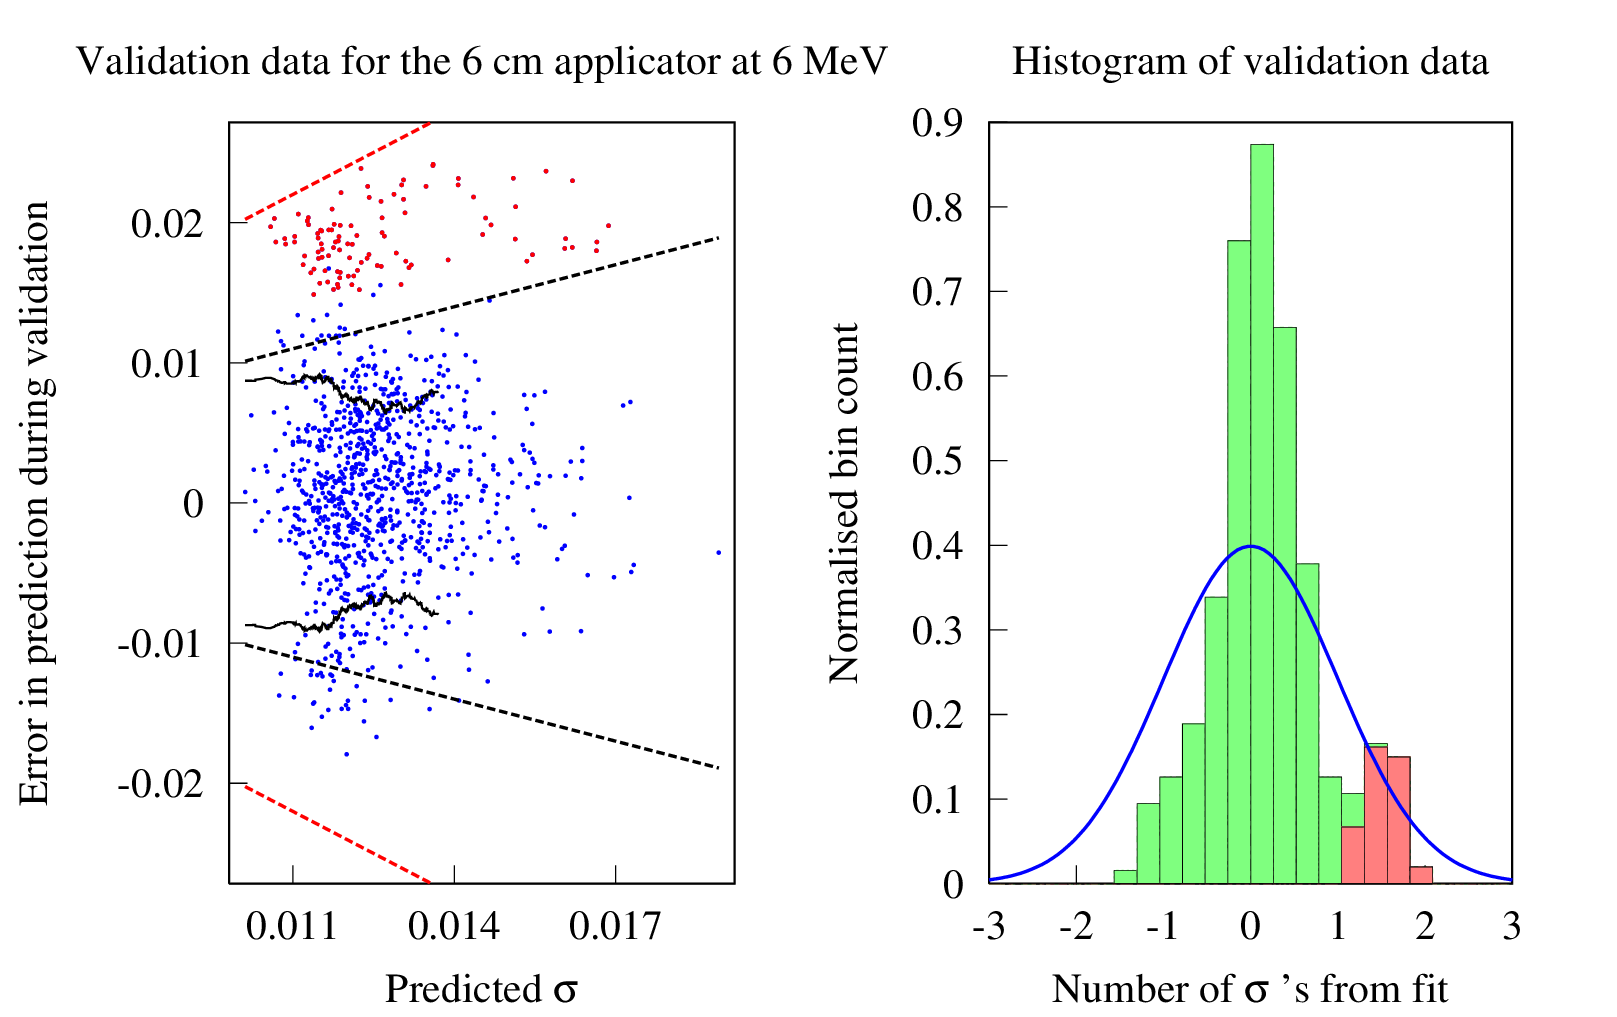 Validation data for the 6 cm applicator at 6 MeV
Error in prediction during validation
0.02
0.01
0
-0.01
-0.02
0.011 0.014 0.017
Predicted σ
Histogram of validation data
Normalised bin count
0.9
0.8
0.7
0.6
0.5
0.4
0.3
0.2
0.1
0
-3 -2 -1 0 1 2 3
Number of σ 's from fit